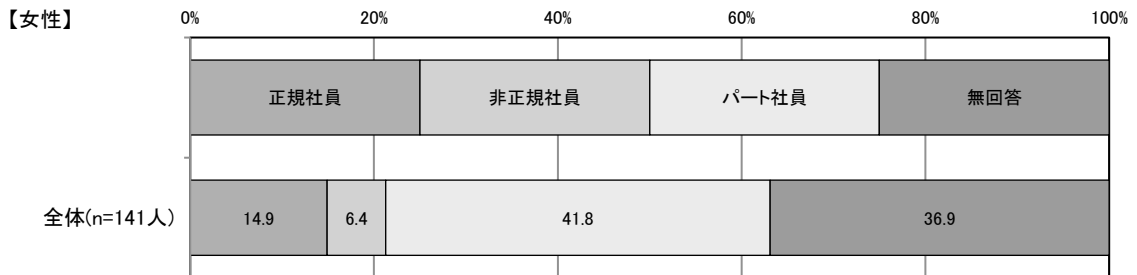 【女性】
0% 20% 40% 60% 80% 100%
正規社員 非正規社員 パート社員 無回答
全体(n=141人) 14.9 6.4 41.8 36.9